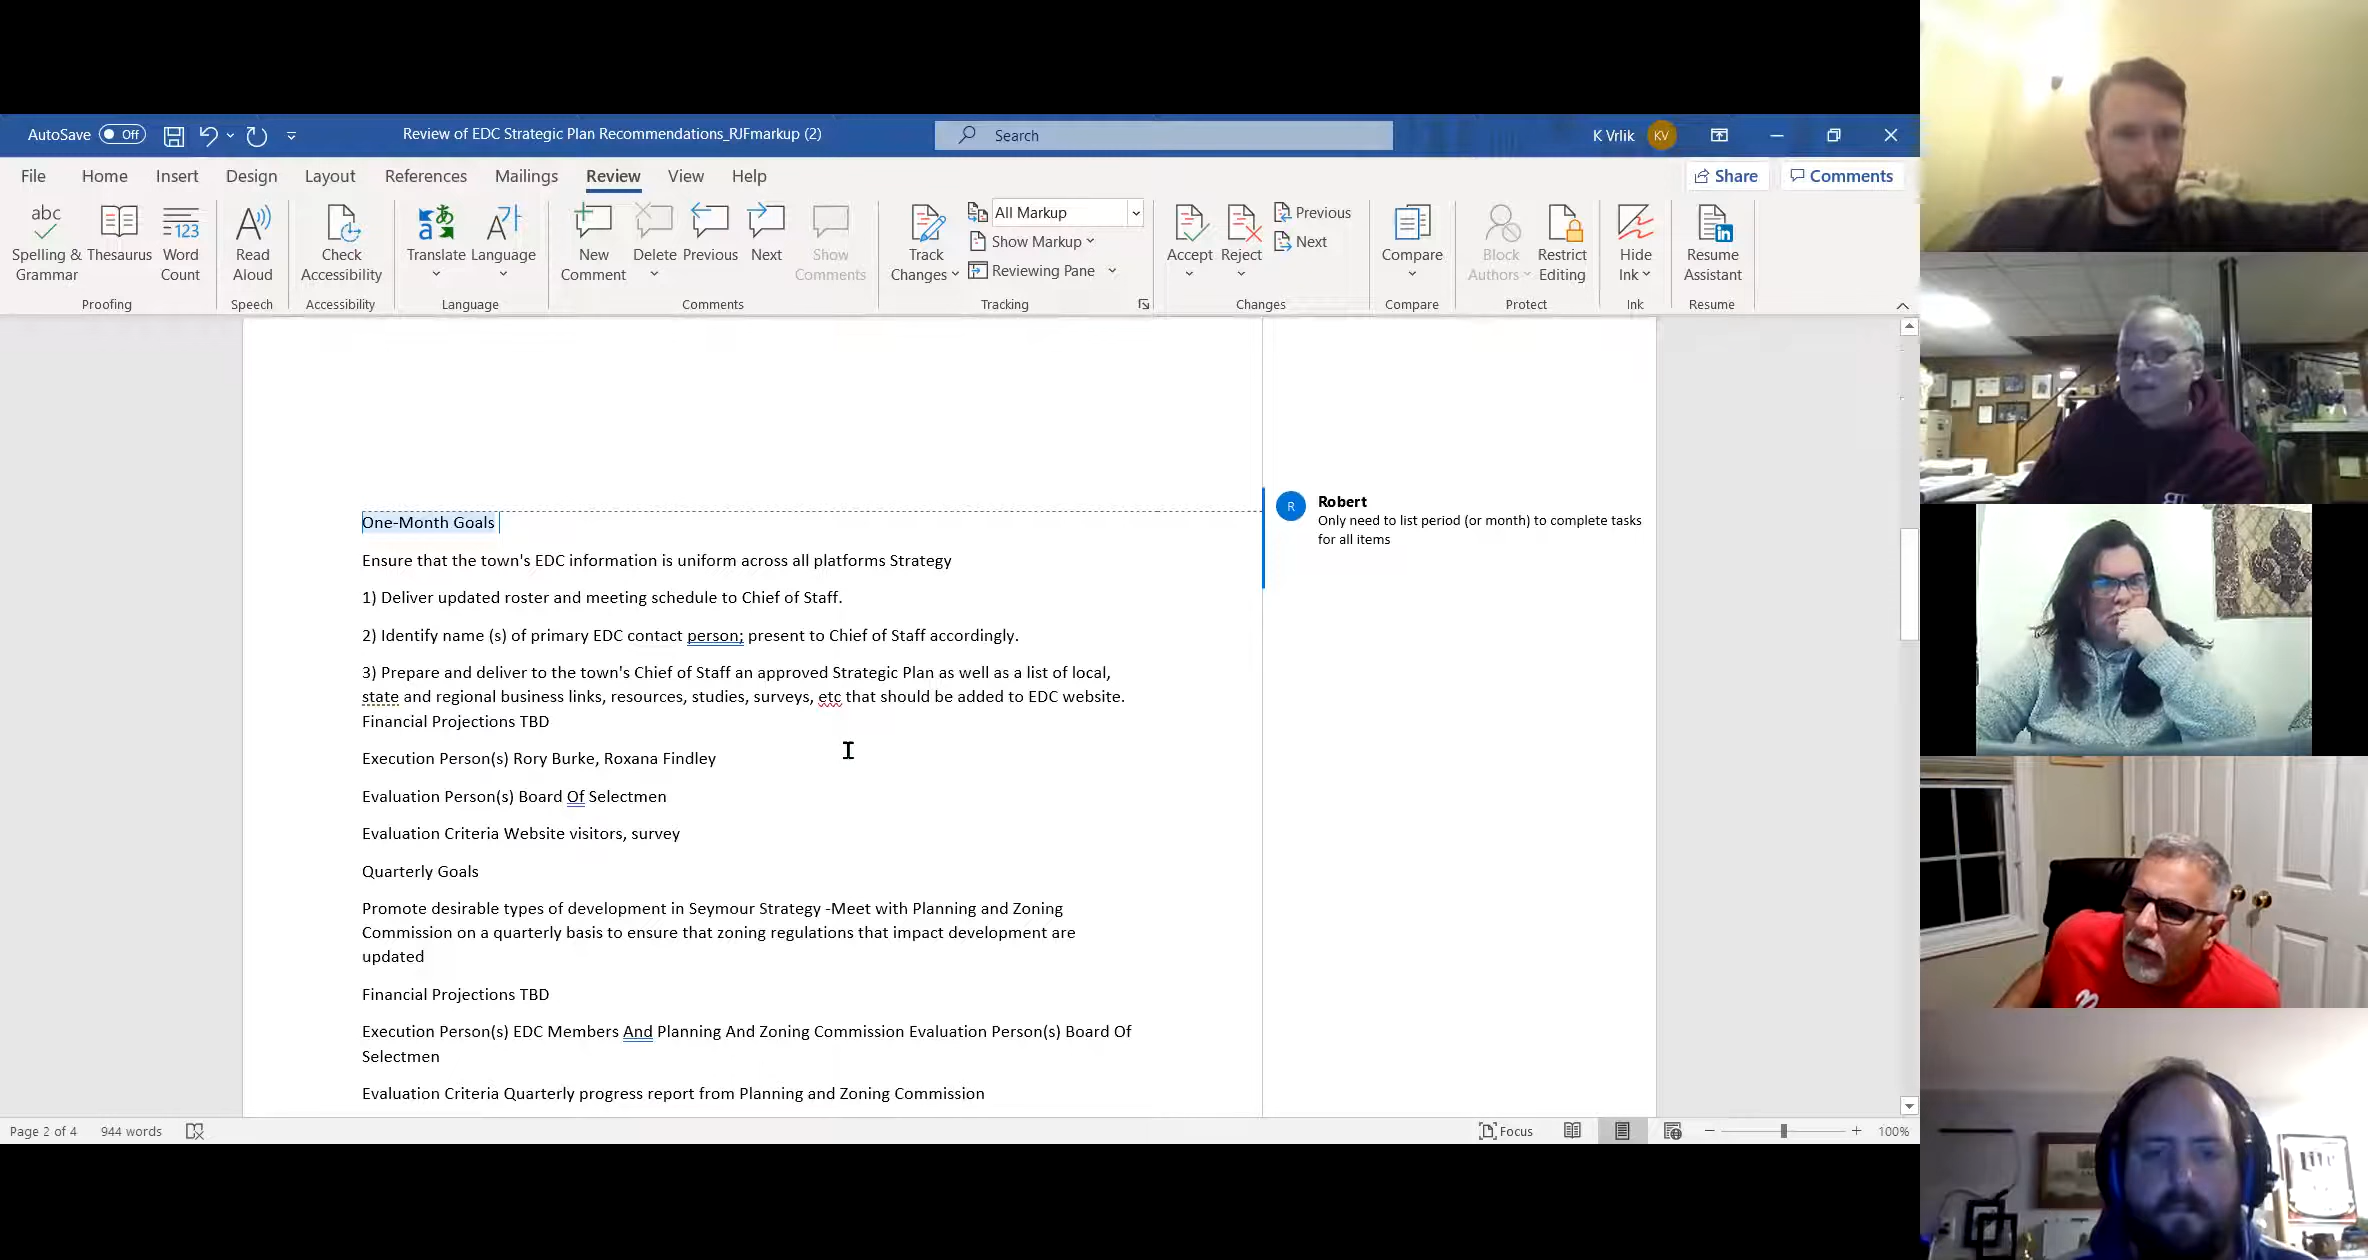 AutoSave Off Review of EDC Strategic Plan Recommendations_RJFmarkup (2) Search K Vrlik KV
File Home Insert Design Layout References Mailings Review View Help Share Comments
abc 123
Spelling & Grammar Thesaurus Word Count Read Aloud Check Accessibility Translate Language New Comment Delete Previous Next Show Comments
Track Changes All Markup Show Markup Reviewing Pane
Accept Reject Previous Next Compare Block Authors Restrict Editing Hide Ink Resume Assistant
Proofing Speech Accessibility Language Comments Tracking Changes Compare Protect Ink Resume
One-Month Goals
Ensure that the town's EDC information is uniform across all platforms Strategy
1) Deliver updated roster and meeting schedule to Chief of Staff.
2) Identify name (s) of primary EDC contact person; present to Chief of Staff accordingly.
3) Prepare and deliver to the town's Chief of Staff an approved Strategic Plan as well as a list of local,
state and regional business links, resources, studies, surveys, etc that should be added to EDC website.
Financial Projections TBD
Execution Person(s) Rory Burke, Roxana Findley
Evaluation Person(s) Board Of Selectmen
Evaluation Criteria Website visitors, survey
Quarterly Goals
Promote desirable types of development in Seymour Strategy -Meet with Planning and Zoning
Commission on a quarterly basis to ensure that zoning regulations that impact development are
updated
Financial Projections TBD
Execution Person(s) EDC Members And Planning And Zoning Commission Evaluation Person(s) Board Of
Selectmen
Evaluation Criteria Quarterly progress report from Planning and Zoning Commission
R Robert
Only need to list period (or month) to complete tasks
for all items
Page 2 of 4 944 words Focus 100%